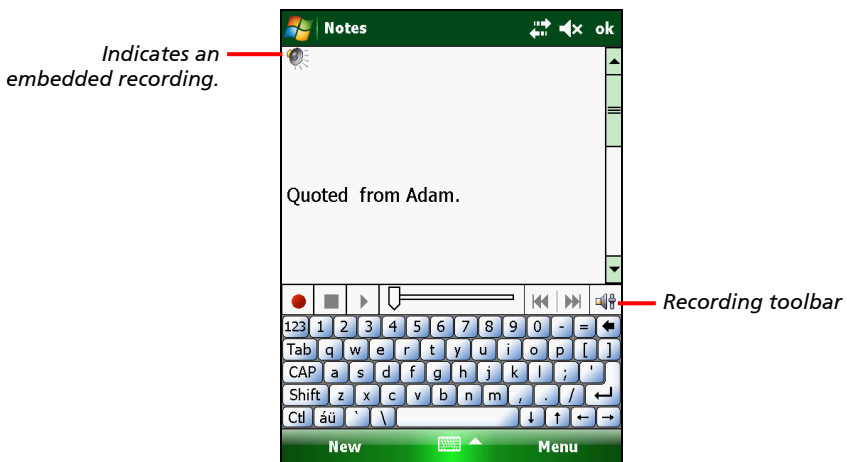 Notes
ok
Indicates an
embedded recording.
Quoted from Adam.
Recording toolbar
123 1 2 3 4 5 6 7 8 9 0 - =
Tab q w e r t y u i o p [ ]
CAP a s d f g h j k l ; '
Shift z x c v b n m , . /
Ctl áü ` \
New
Menu